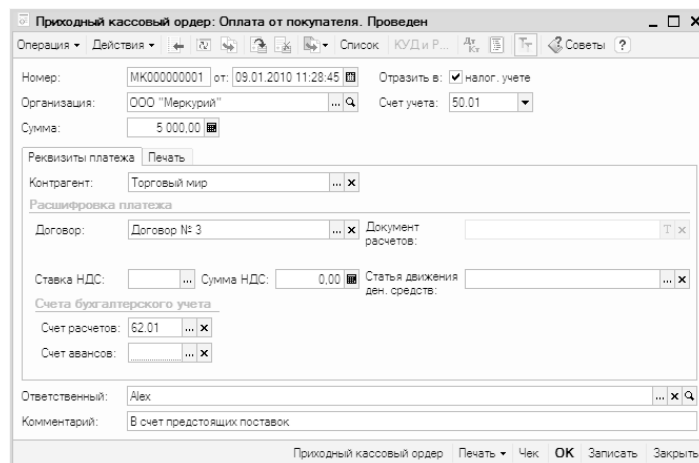 Приходный кассовый ордер: Оплата от покупателя. Проведен
Операция Действия Список КУДиР... Дт Кт Советы ?
Номер: МК000000001 от: 09.01.2010 11:28:45 Отразить в: налог. учете
Организация: ООО "Меркурий" ... Счет учета: 50.01
Сумма: 5 000,00
Реквизиты платежа Печать
Контрагент: Торговый мир ... x
Расшифровка платежа
Договор: Договор № 3 ... x Документ расчетов: T x
Ставка НДС: ... Сумма НДС: 0,00 Статья движения ден. средств: ... x
Счета бухгалтерского учета
Счет расчетов: 62.01 ... x
Счет авансов: ... x
Ответственный: Alex ... x
Комментарий: В счет предстоящих поставок
Приходный кассовый ордер Печать Чек OK Записать Закрыть